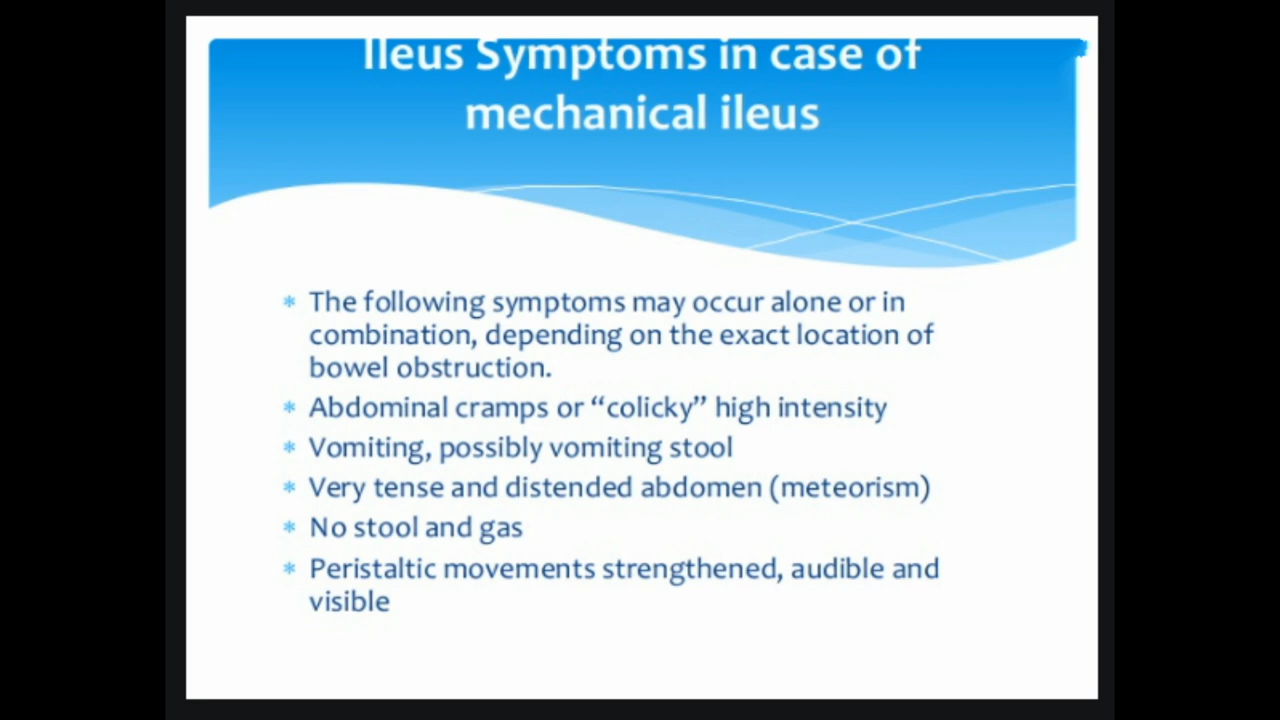 Ileus Symptoms in case of
mechanical ileus
* The following symptoms may occur alone or in
combination, depending on the exact location of
bowel obstruction.
* Abdominal cramps or “colicky” high intensity
* Vomiting, possibly vomiting stool
* Very tense and distended abdomen (meteorism)
* No stool and gas
* Peristaltic movements strengthened, audible and
visible